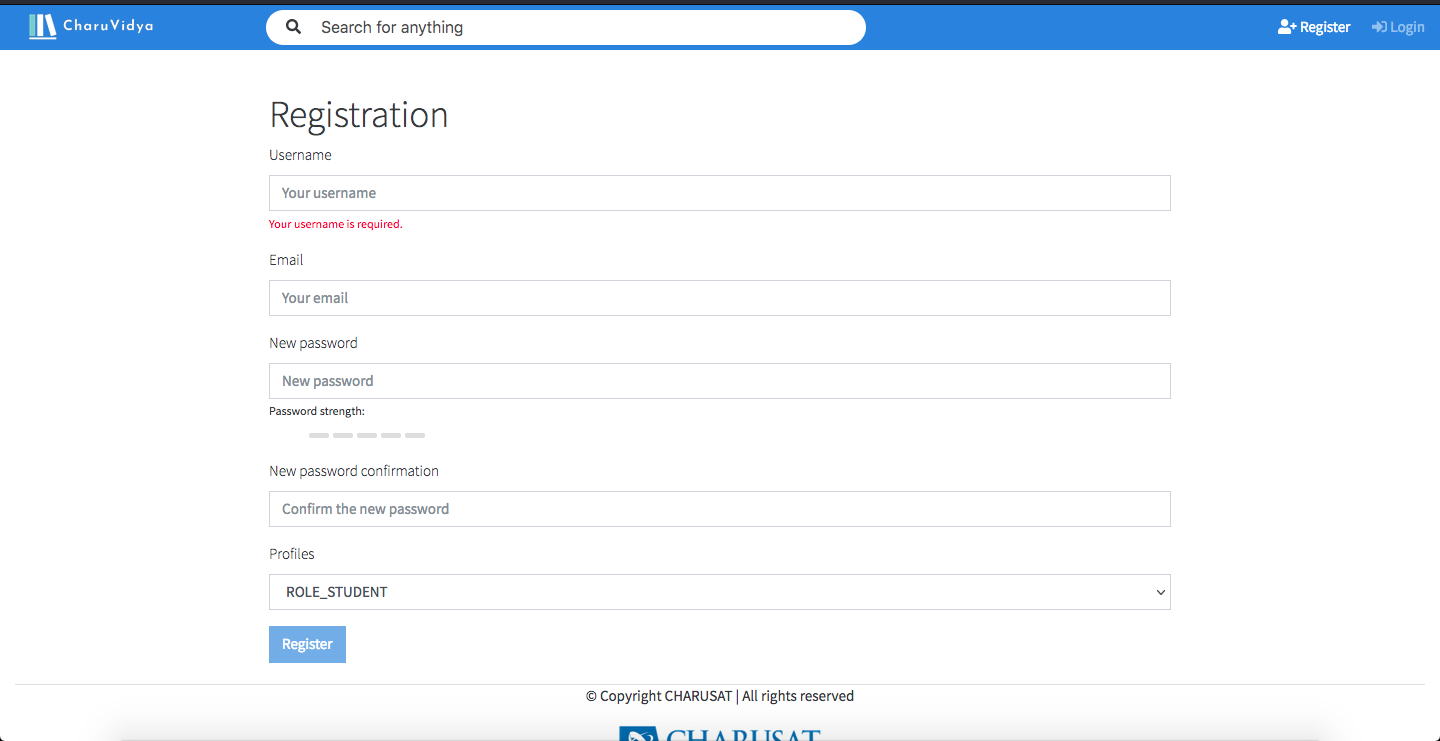 CharuVidya
Search for anything
Register
Login
Registration
Username
Your username
Your username is required.
Email
Your email
New password
New password
Password strength:
New password confirmation
Confirm the new password
Profiles
ROLE_STUDENT
Register
© Copyright CHARUSAT | All rights reserved
CHARUSAT